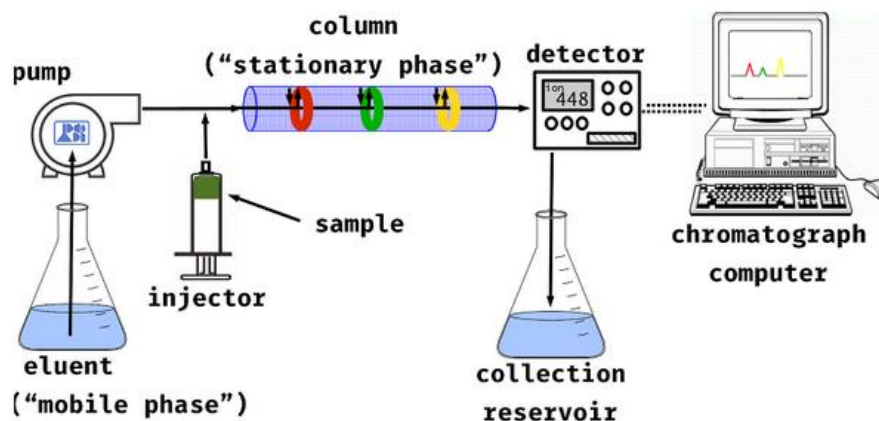 column
("stationary phase")
detector
pump
ion
448
sample
injector
chromatograph
computer
eluent
("mobile phase")
collection
reservoir